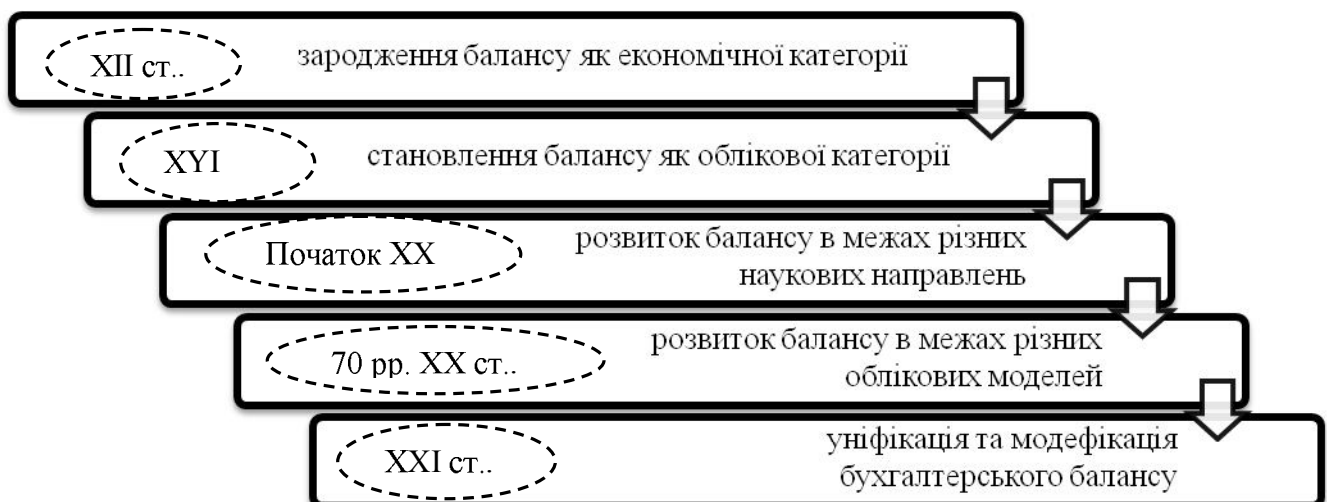 XII ст..
зародження балансу як економічної категорії
XYI
становлення балансу як облікової категорії
Початок XX
розвиток балансу в межах різних
наукових направлень
70 рр. XX ст..
розвиток балансу в межах різних
облікових моделей
XXI ст..
уніфікація та модефікація
бухгалтерського балансу